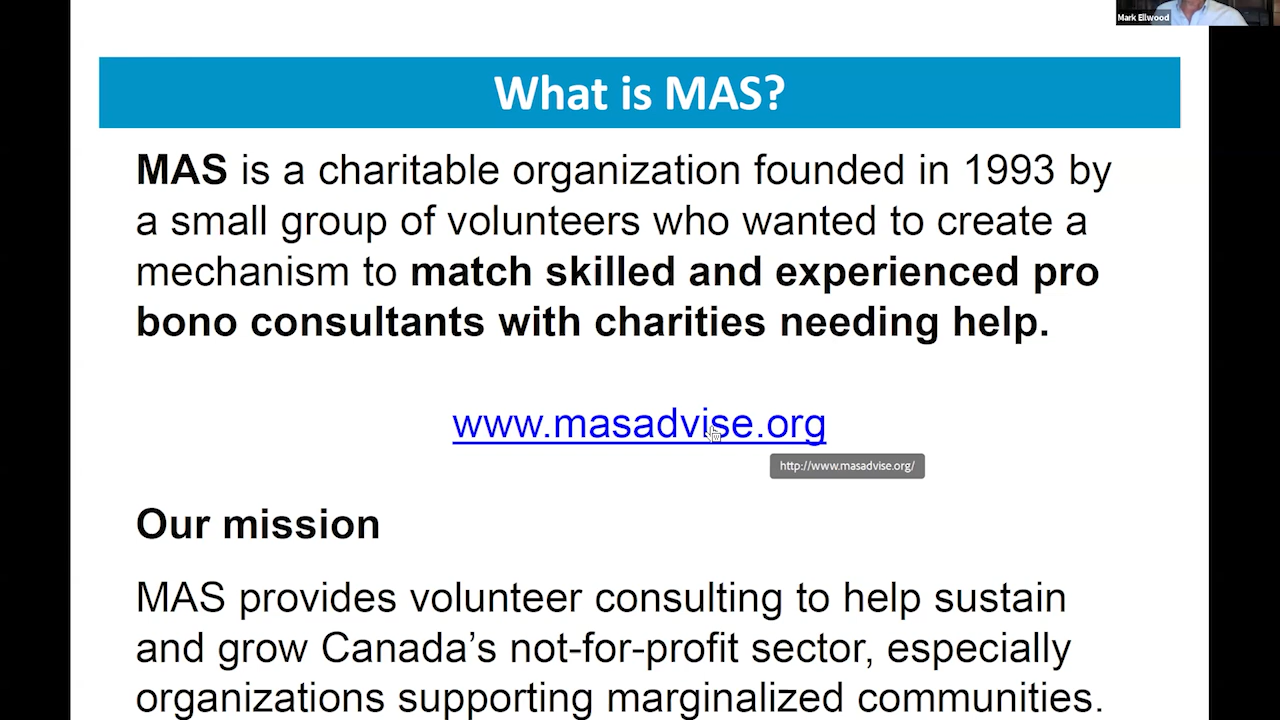 Mark Ellwood
What is MAS?
MAS is a charitable organization founded in 1993 by
a small group of volunteers who wanted to create a
mechanism to match skilled and experienced pro
bono consultants with charities needing help.
www.masadvise.org
http://www.masadvise.org/
Our mission
MAS provides volunteer consulting to help sustain
and grow Canada’s not-for-profit sector, especially
organizations supporting marginalized communities.